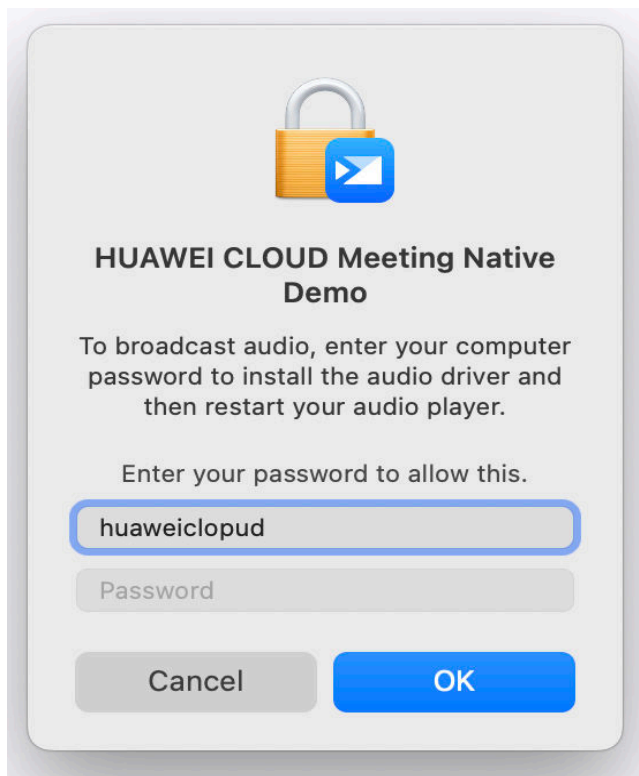 HUAWEI CLOUD Meeting Native
Demo
To broadcast audio, enter your computer
password to install the audio driver and
then restart your audio player.
Enter your password to allow this.
huaweiclopud
Password
Cancel
OK